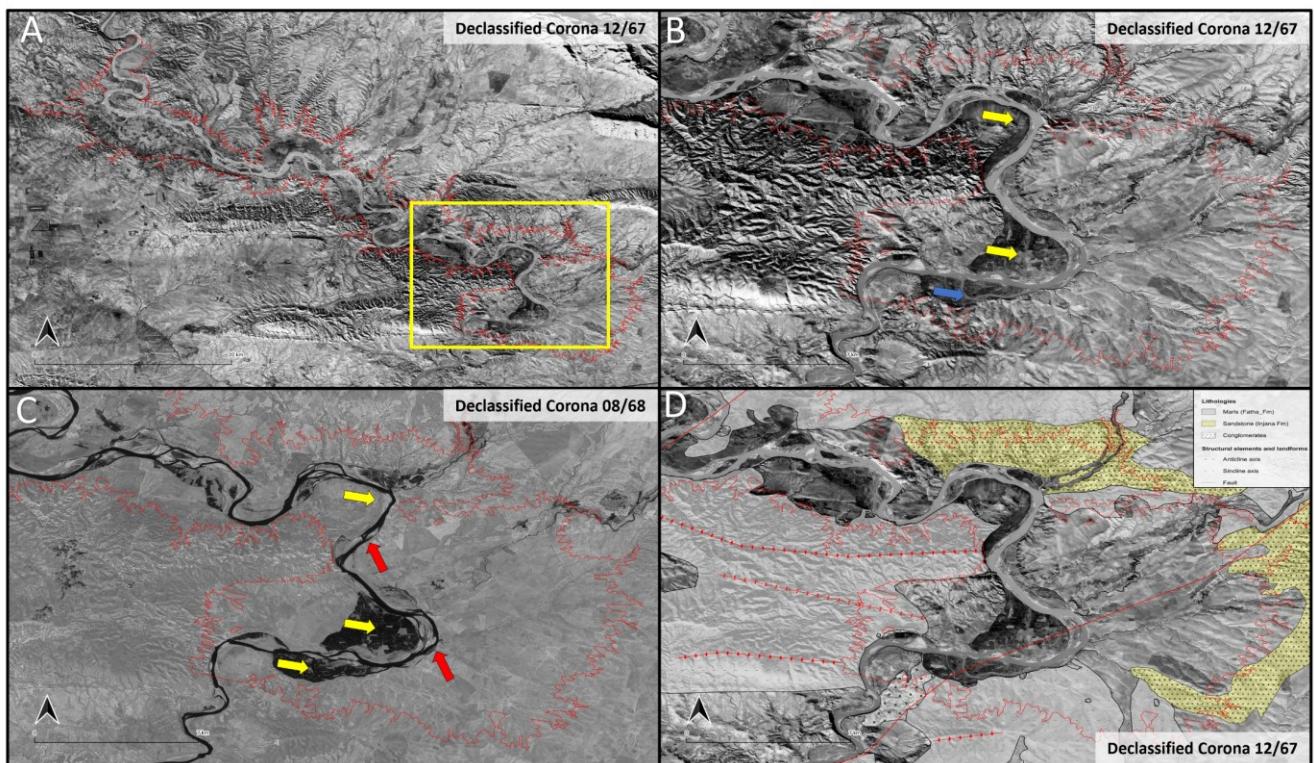 A
Declassified Corona 12/67
B
Declassified Corona 12/67
C
Declassified Corona 08/68
D
Lithologies
Marls (Fatha_Fm)
Sandstone (Injana Fm)
Conglomerates
Structural elements and landforms
Anticline axis
Sincline axis
Fault
Declassified Corona 12/67